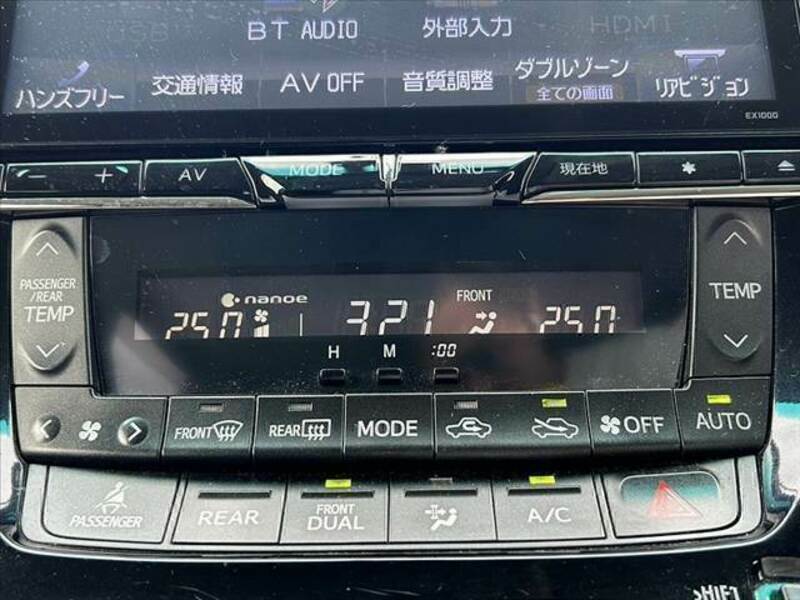 USB BT AUDIO 外部入力 HDMI
ハンズフリー 交通情報 AV OFF 音質調整 ダブルゾーン リアビジョン
全ての画面
EX1000
− + AV MODE MENU 現在地 *
PASSENGER
/REAR
TEMP
nanoe FRONT
25.0 3:21 25.0
H M :00
TEMP
FRONT REAR MODE OFF AUTO
PASSENGER REAR FRONT
DUAL A/C
SHIFT